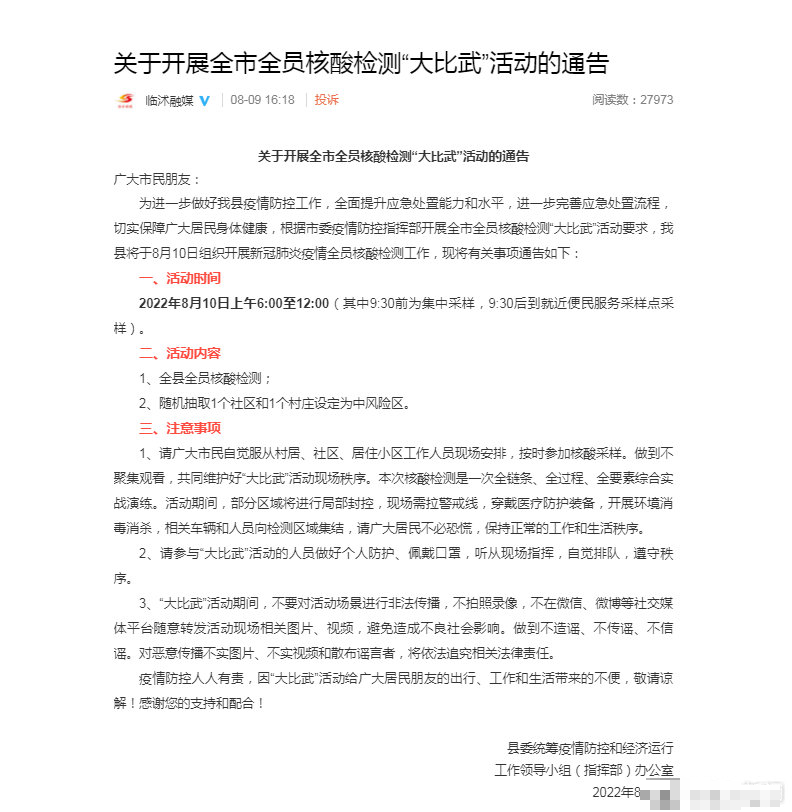 关于开展全市全员核酸检测“大比武”活动的通告
临沭融媒 08-09 16:18 投诉 阅读数：27973
关于开展全市全员核酸检测“大比武”活动的通告
广大市民朋友：
为进一步做好我县疫情防控工作，全面提升应急处置能力和水平，进一步完善应急处置流程，
切实保障广大居民身体健康，根据市委疫情防控指挥部开展全市全员核酸检测“大比武”活动要求，我
县将于8月10日组织开展新冠肺炎疫情全员核酸检测工作，现将有关事项通告如下：
一、活动时间
2022年8月10日上午6:00至12:00（其中9:30前为集中采样，9:30后到就近便民服务采样点采
样）。
二、活动内容
1、全县全员核酸检测；
2、随机抽取1个社区和1个村庄设定为中风险区。
三、注意事项
1、请广大市民自觉服从村居、社区、居住小区工作人员现场安排，按时参加核酸采样。做到不
聚集观看，共同维护好“大比武”活动现场秩序。本次核酸检测是一次全链条、全过程、全要素综合实
战演练。活动期间，部分区域将进行局部封控，现场需拉警戒线，穿戴医疗防护装备，开展环境消
毒消杀，相关车辆和人员向检测区域集结，请广大居民不必恐慌，保持正常的工作和生活秩序。
2、请参与“大比武”活动的人员做好个人防护、佩戴口罩，听从现场指挥，自觉排队，遵守秩
序。
3、“大比武”活动期间，不要对活动场景进行非法传播，不拍照录像，不在微信、微博等社交媒
体平台随意转发活动现场相关图片、视频，避免造成不良社会影响。做到不造谣、不传谣、不信
谣。对恶意传播不实图片、不实视频和散布谣言者，将依法追究相关法律责任。
疫情防控人人有责，因“大比武”活动给广大居民朋友的出行、工作和生活带来的不便，敬请谅
解！感谢您的支持和配合！
县委统筹疫情防控和经济运行
工作领导小组（指挥部）办公室
2022年8